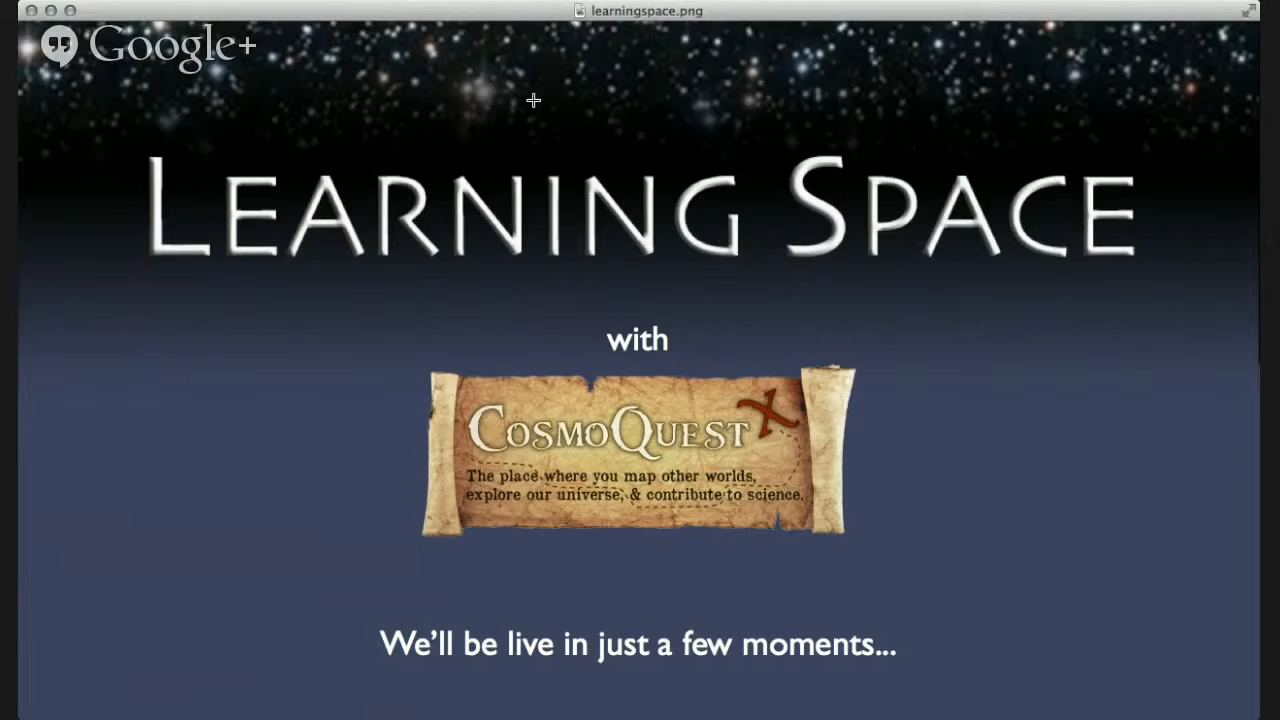 learningspace.png
Google+
LEARNING SPACE
with
COSMOQUEST
The place where you map other worlds,
explore our universe, & contribute to science.
We'll be live in just a few moments...